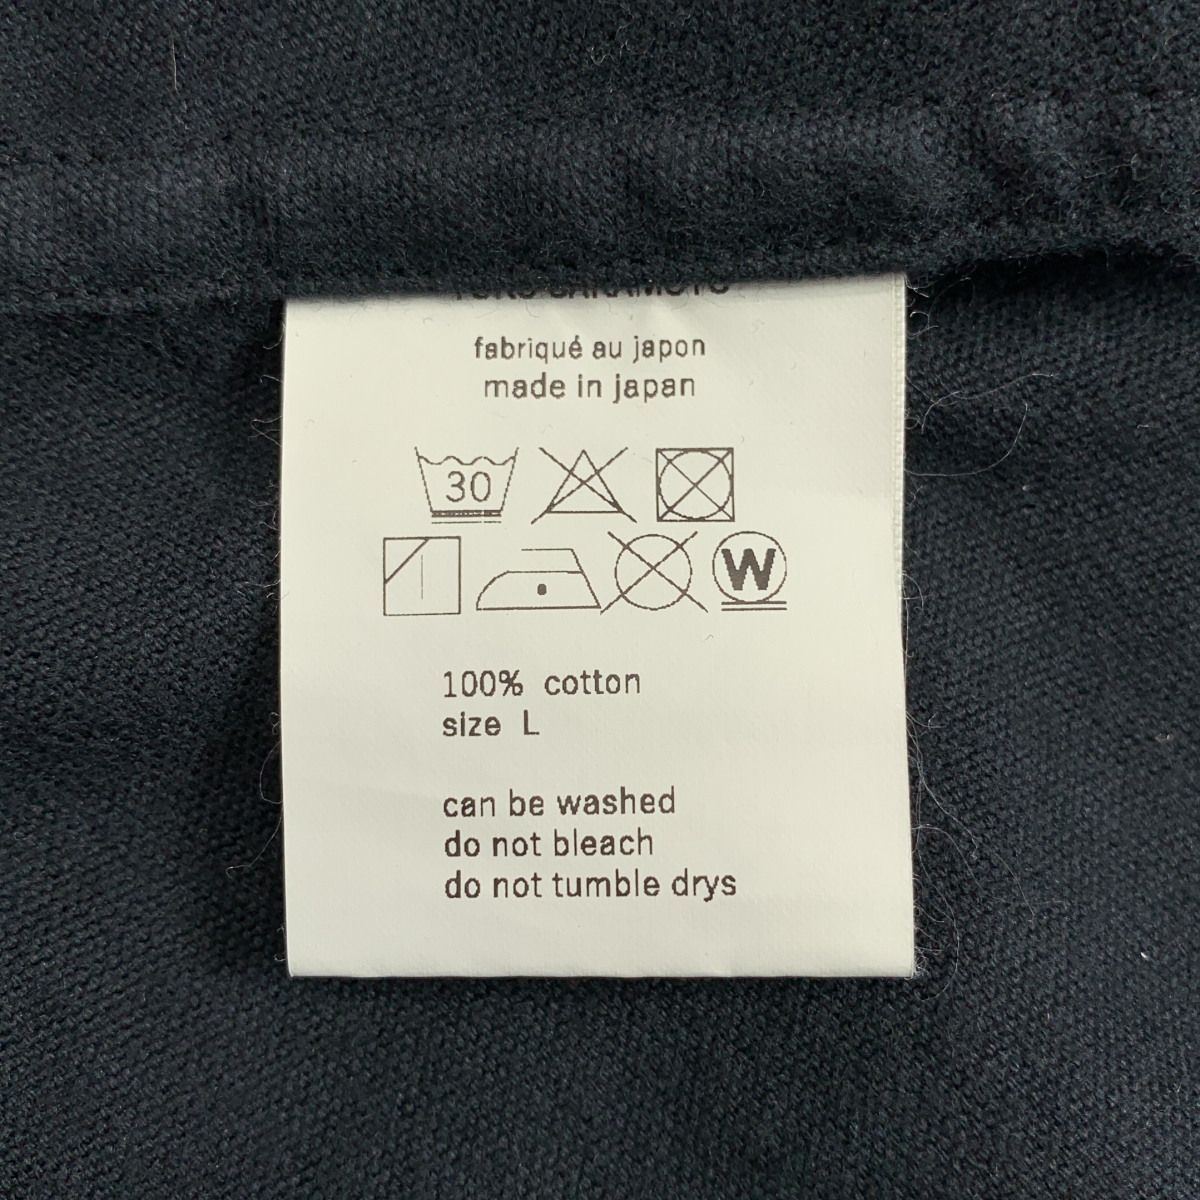 fabriqué au japon
made in japan
30
W
100% cotton
size L
can be washed
do not bleach
do not tumble drys